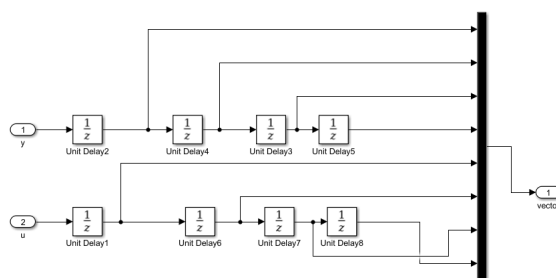 1
y
1
z
Unit Delay2
1
z
Unit Delay4
1
z
Unit Delay3
1
z
Unit Delay5
2
u
1
z
Unit Delay1
1
z
Unit Delay6
1
z
Unit Delay7
1
z
Unit Delay8
1
vecto